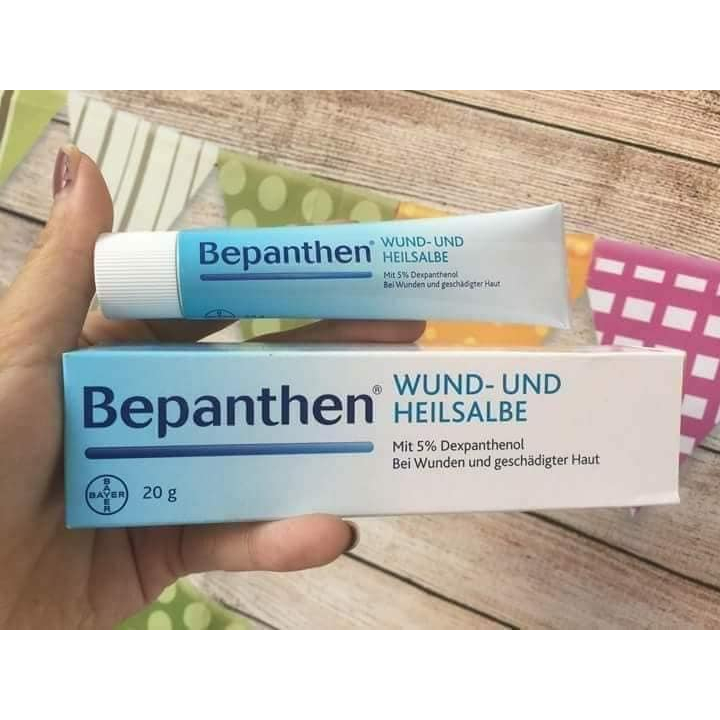 Bepanthen®
WUND- UND
HEILSALBE
Mit 5% Dexpanthenol
Bei Wunden und geschädigter Haut
Bepanthen®
WUND- UND
HEILSALBE
Mit 5% Dexpanthenol
Bei Wunden und geschädigter Haut
BAYER
BAYER
20 g